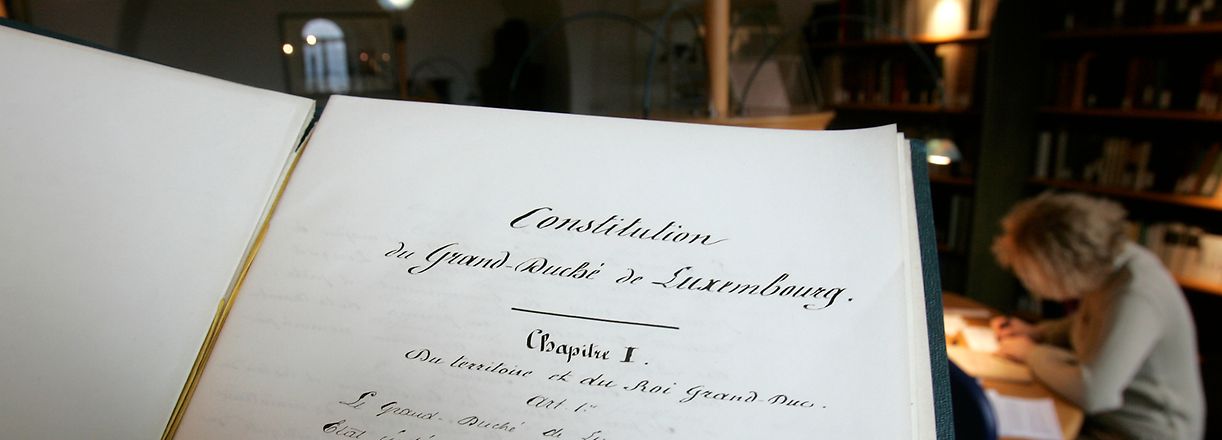 Constitution
du Grand-Duché de Luxembourg.
Chapitre I.
Du territoire et du Roi Grand-Duc.
Art. 1er
Le Grand-Duché de
État